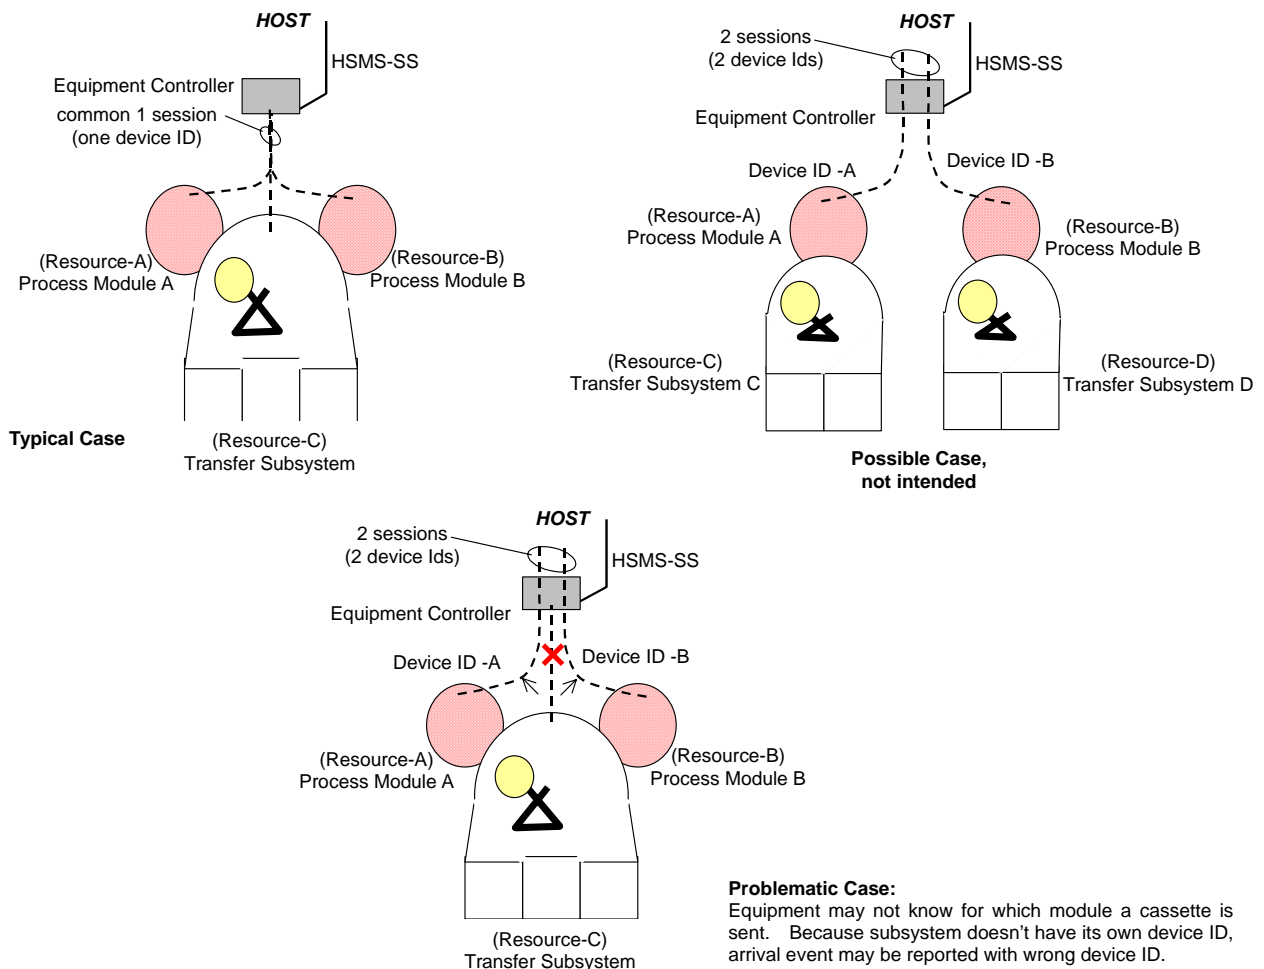 HOST
HSMS-SS
Equipment Controller
common 1 session
(one device ID)
(Resource-A)
Process Module A
(Resource-B)
Process Module B
Typical Case
(Resource-C)
Transfer Subsystem
HOST
2 sessions
(2 device Ids)
HSMS-SS
Equipment Controller
Device ID -A
Device ID -B
(Resource-A)
Process Module A
(Resource-B)
Process Module B
(Resource-C)
Transfer Subsystem C
(Resource-D)
Transfer Subsystem D
Possible Case,
not intended
HOST
2 sessions
(2 device Ids)
HSMS-SS
Equipment Controller
Device ID -A
Device ID -B
(Resource-A)
Process Module A
(Resource-B)
Process Module B
(Resource-C)
Transfer Subsystem
Problematic Case:
Equipment may not know for which module a cassette is
sent. Because subsystem doesn't have its own device ID,
arrival event may be reported with wrong device ID.